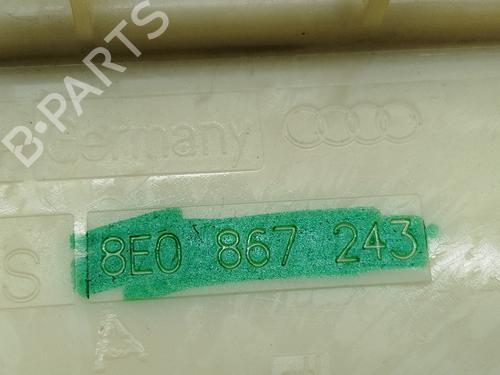 B-PARTS
Germany
S
8E0 867 243
A